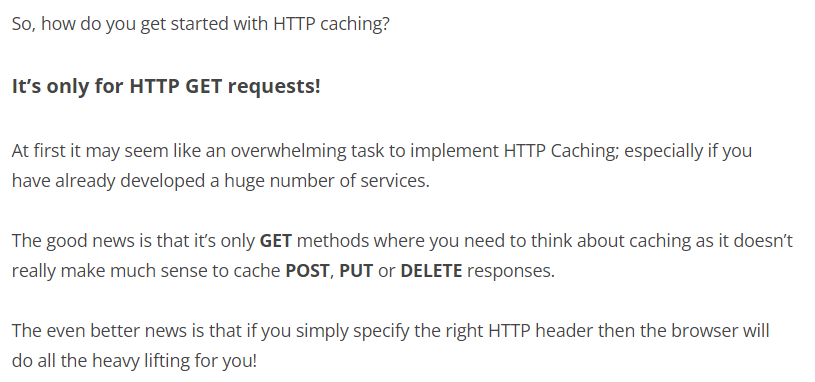 So, how do you get started with HTTP caching?
It’s only for HTTP GET requests!
At first it may seem like an overwhelming task to implement HTTP Caching; especially if you
have already developed a huge number of services.
The good news is that it’s only GET methods where you need to think about caching as it doesn’t
really make much sense to cache POST, PUT or DELETE responses.
The even better news is that if you simply specify the right HTTP header then the browser will
do all the heavy lifting for you!